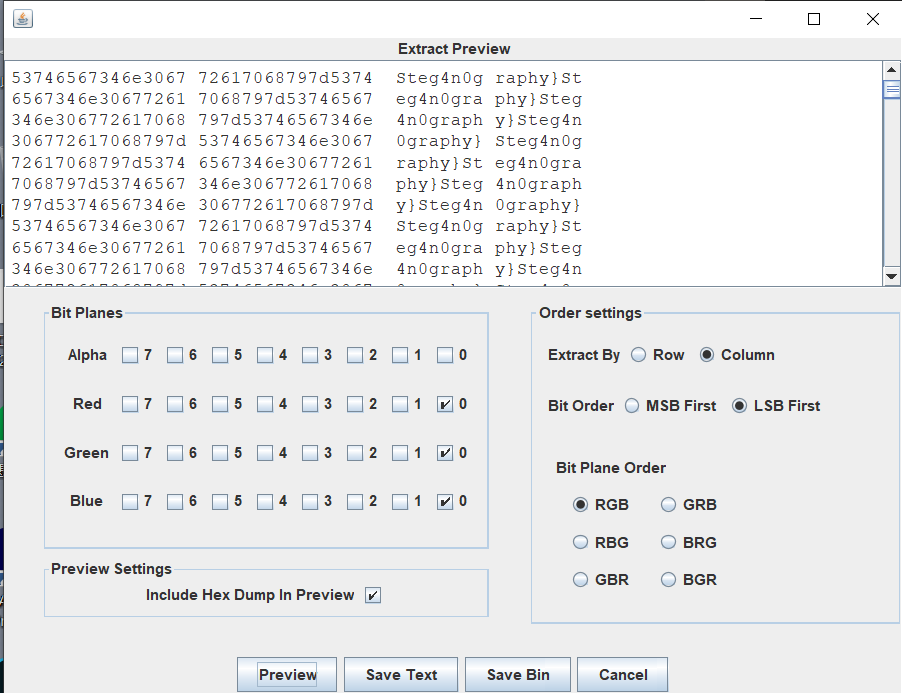 Extract Preview
53746567346e3067 72617068797d5374 Steg4n0g raphy}St
6567346e30677261 7068797d53746567 eg4n0gra phy}Steg
346e306772617068 797d53746567346e 4n0graph y}Steg4n
306772617068797d 53746567346e3067 0graphy} Steg4n0g
72617068797d5374 6567346e30677261 raphy}St eg4n0gra
7068797d53746567 346e306772617068 phy}Steg 4n0graph
797d53746567346e 306772617068797d y}Steg4n 0graphy}
53746567346e3067 72617068797d5374 Steg4n0g raphy}St
6567346e30677261 7068797d53746567 eg4n0gra phy}Steg
346e306772617068 797d53746567346e 4n0graph y}Steg4n
Bit Planes
Alpha 7 6 5 4 3 2 1 0
Red 7 6 5 4 3 2 1 0
Green 7 6 5 4 3 2 1 0
Blue 7 6 5 4 3 2 1 0
Preview Settings
Include Hex Dump In Preview
Order settings
Extract By Row Column
Bit Order MSB First LSB First
Bit Plane Order
RGB GRB
RBG BRG
GBR BGR
Preview Save Text Save Bin Cancel